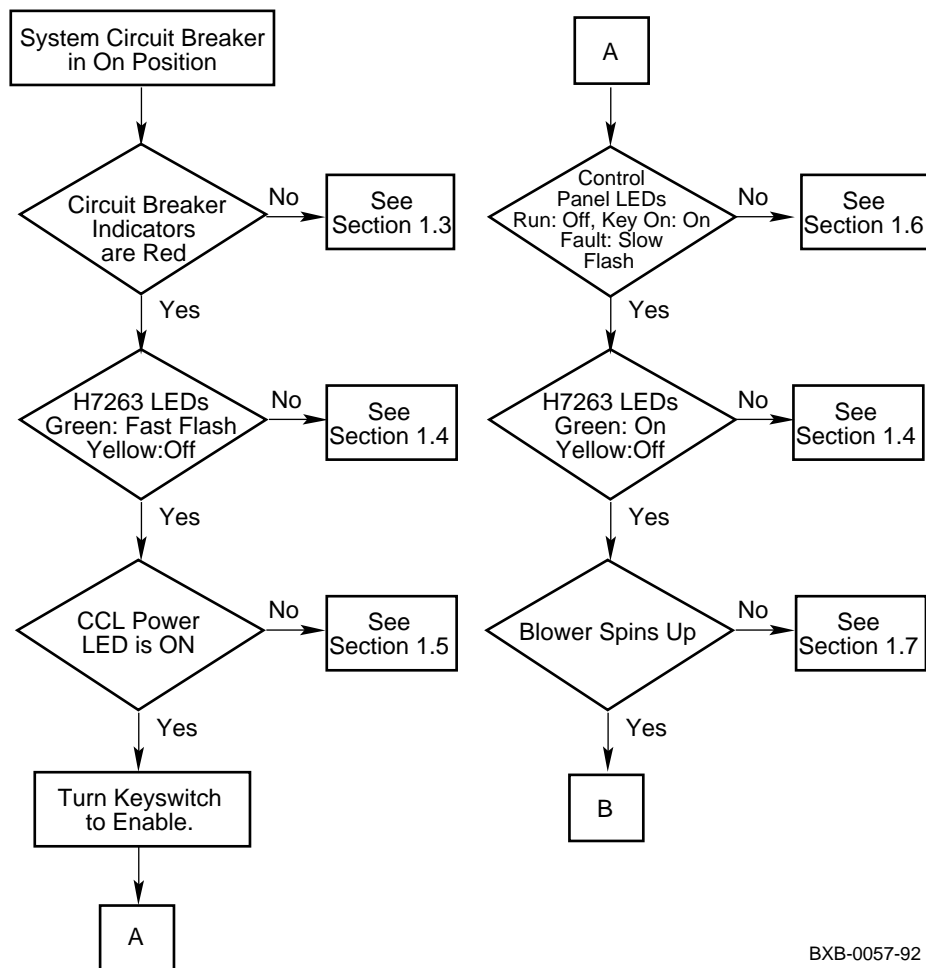 System Circuit Breaker
in On Position
Circuit Breaker
Indicators
are Red
No
See
Section 1.3
Yes
H7263 LEDs
Green: Fast Flash
Yellow:Off
No
See
Section 1.4
Yes
CCL Power
LED is ON
No
See
Section 1.5
Yes
Turn Keyswitch
to Enable.
A
A
Control
Panel LEDs
Run: Off, Key On: On
Fault: Slow
Flash
No
See
Section 1.6
Yes
H7263 LEDs
Green: On
Yellow:Off
No
See
Section 1.4
Yes
Blower Spins Up
No
See
Section 1.7
Yes
B
BXB-0057-92